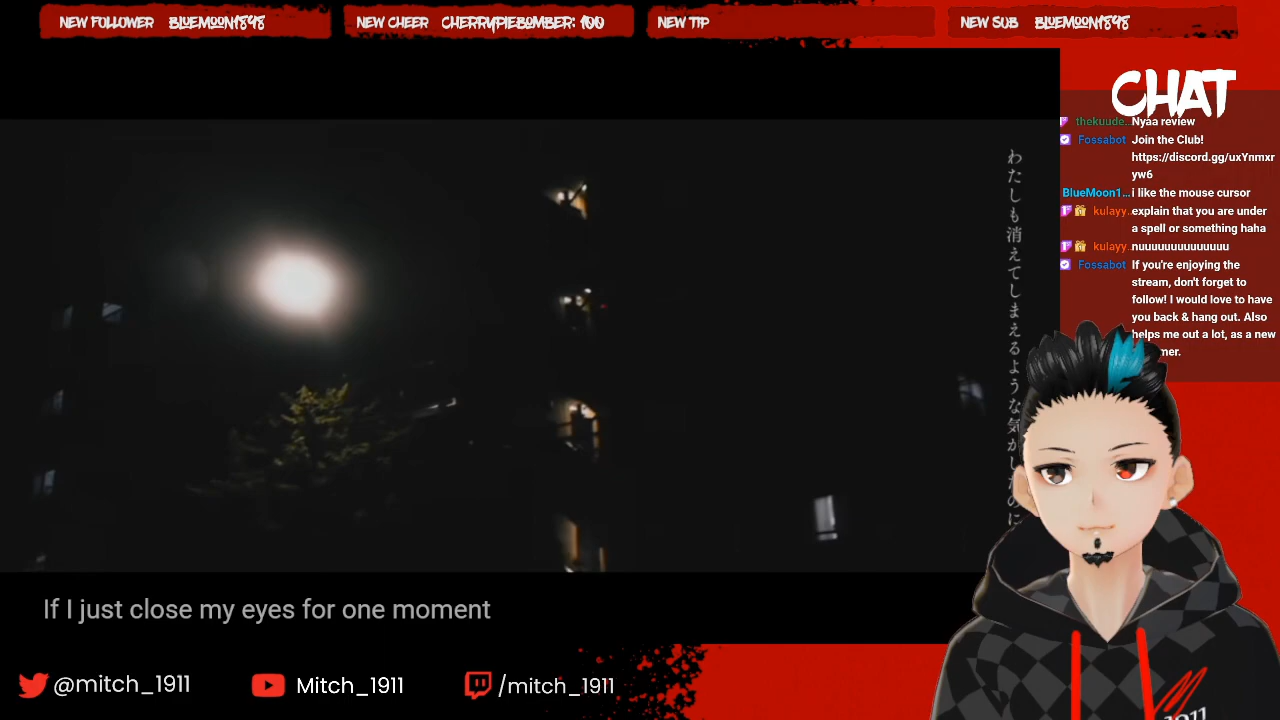 NEW FOLLOWER BLUEMOON1848
NEW CHEER CHERRYPIEBOMBER: 100
NEW TIP
NEW SUB BLUEMOON1848
CHAT
thekuude... Nyaa review
Fossabot Join the Club!
https://discord.gg/uxYnmxr
yw6
BlueMoon1... i like the mouse cursor
kulayy... explain that you are under
a spell or something haha
kulayy... nuuuuuuuuuuuuuu
Fossabot If you're enjoying the
stream, don't forget to
follow! I would love to have
you back & hang out. Also
helps me out a lot, as a new
わたしも消えてしまえるような気がしたのに
If I just close my eyes for one moment
@mitch_1911
Mitch_1911
/mitch_1911